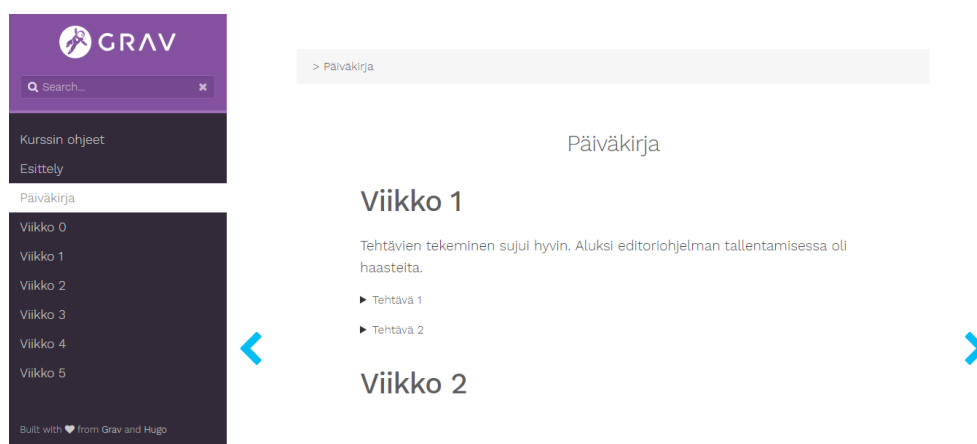 GRAV
Search...
Kurssin ohjeet
Esittely
Päiväkirja
Viikko 0
Viikko 1
Viikko 2
Viikko 3
Viikko 4
Viikko 5
Built with from Grav and Hugo
> Päiväkirja
Päiväkirja
Viikko 1
Tehtävien tekeminen sujui hyvin. Aluksi editoriohjelman tallentamisessa oli
haasteita.
Tehtävä 1
Tehtävä 2
Viikko 2